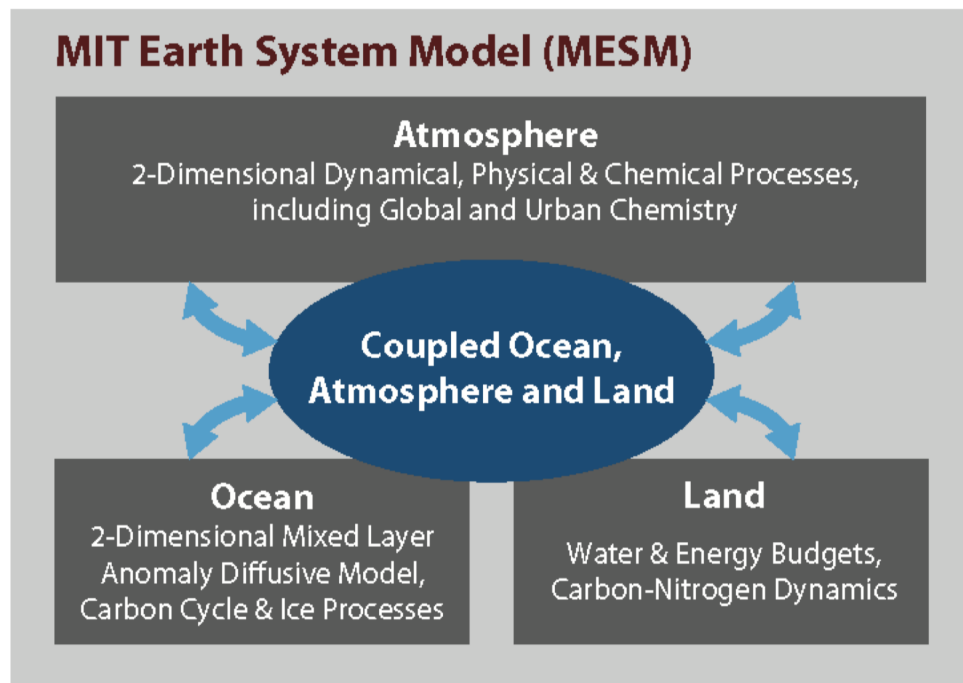 MIT Earth System Model (MESM)
Atmosphere
2-Dimensional Dynamical, Physical & Chemical Processes,
including Global and Urban Chemistry
Coupled Ocean,
Atmosphere and Land
Ocean
2-Dimensional Mixed Layer
Anomaly Diffusive Model,
Carbon Cycle & Ice Processes
Land
Water & Energy Budgets,
Carbon-Nitrogen Dynamics